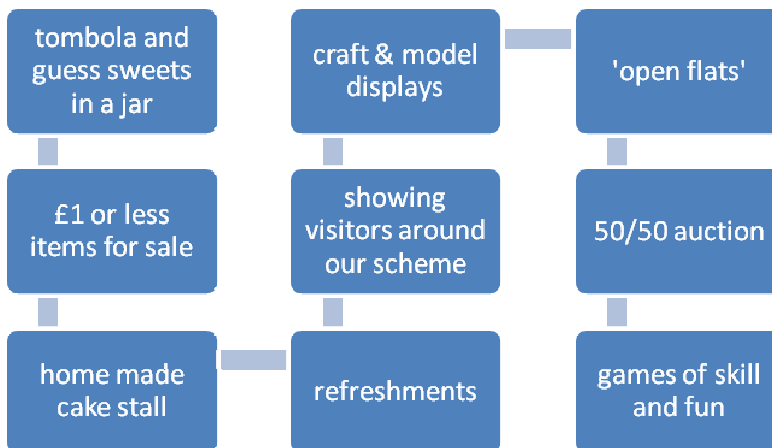 tombola and
guess sweets
in a jar
£1 or less
items for sale
home made
cake stall
refreshments
showing
visitors around
our scheme
craft & model
displays
'open flats'
50/50 auction
games of skill
and fun